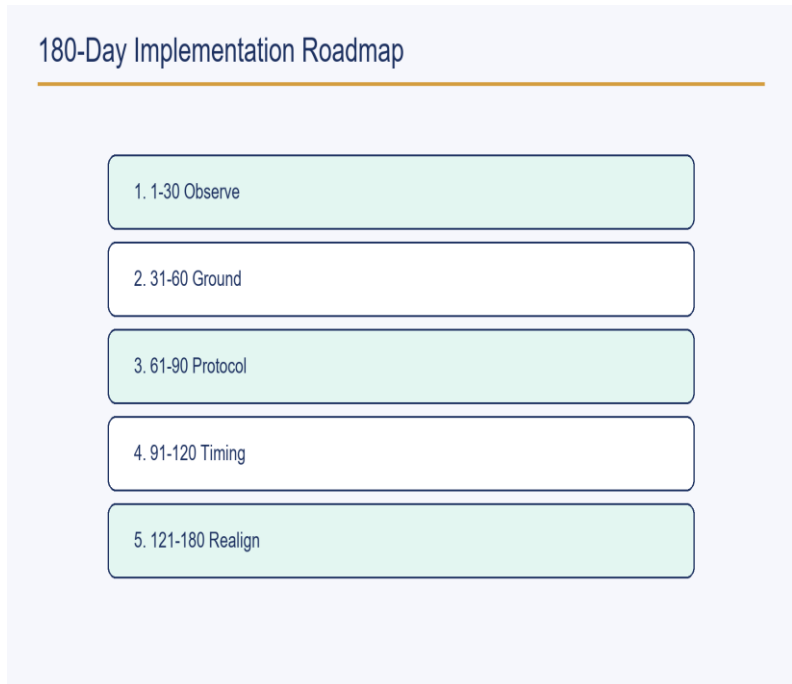 180-Day Implementation Roadmap
1. 1-30 Observe
2. 31-60 Ground
3. 61-90 Protocol
4. 91-120 Timing
5. 121-180 Realign